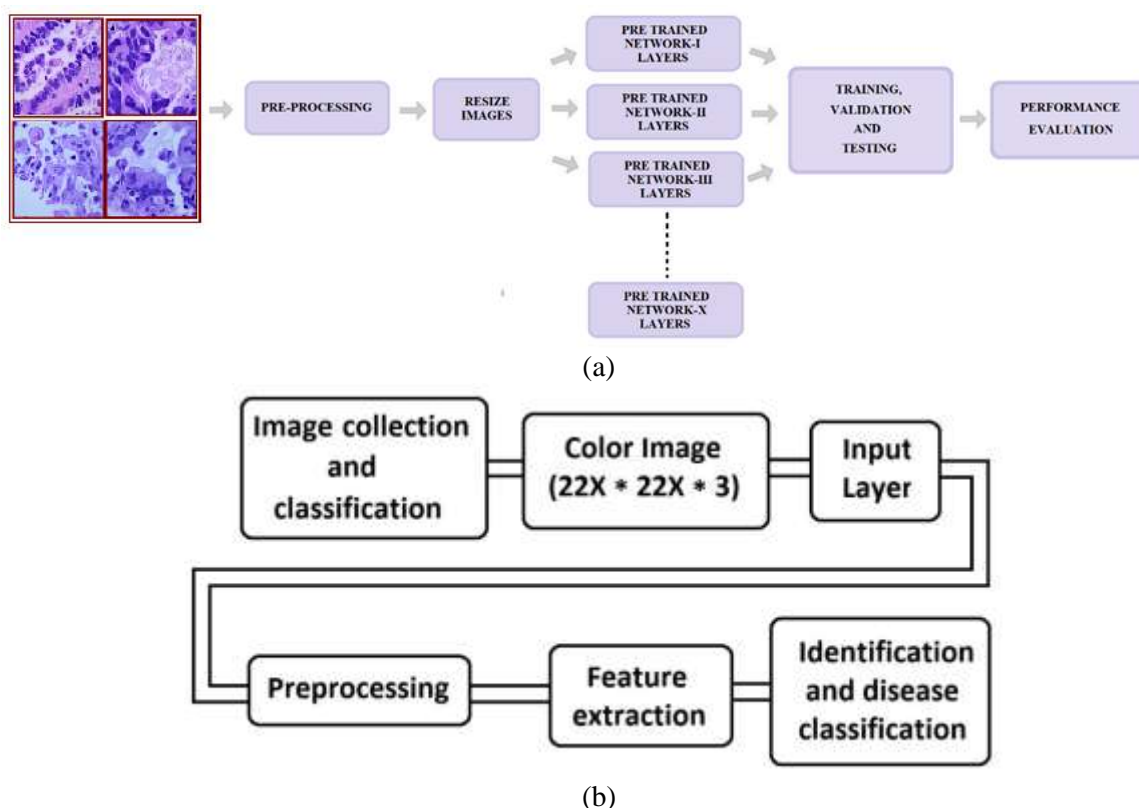 PRE-PROCESSING
RESIZE
IMAGES
PRE TRAINED
NETWORK-I
LAYERS
PRE TRAINED
NETWORK-II
LAYERS
PRE TRAINED
NETWORK-III
LAYERS
PRE TRAINED
NETWORK-X
LAYERS
TRAINING,
VALIDATION
AND
TESTING
PERFORMANCE
EVALUATION
(a)
Image collection
and
classification
Color Image
(22X * 22X * 3)
Input
Layer
Preprocessing
Feature
extraction
Identification
and disease
classification
(b)